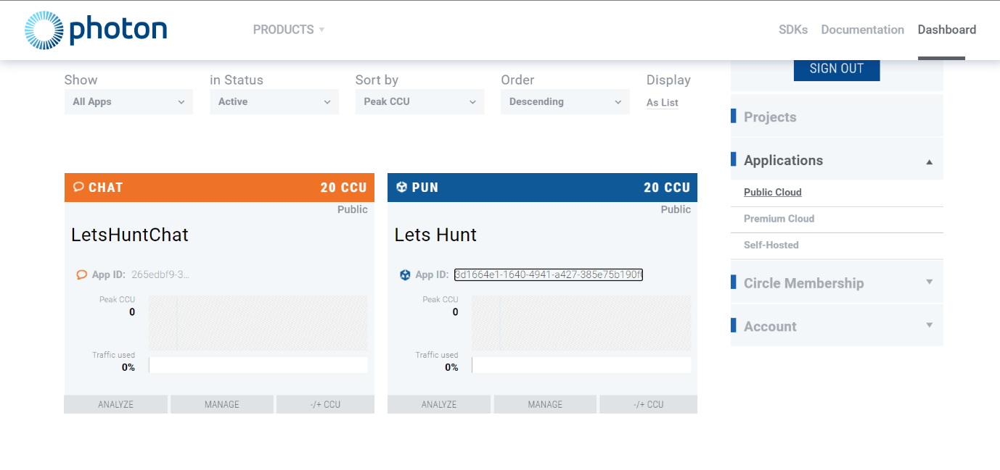 photon
PRODUCTS
SDKs Documentation Dashboard
SIGN OUT
Show in Status Sort by Order Display
All Apps Active Peak CCU Descending As List
Projects
Applications
Public Cloud
Premium Cloud
Self-Hosted
Circle Membership
Account
CHAT 20 CCU
Public
LetsHuntChat
App ID: 265edbf9-3...
Peak CCU
0
Traffic used
0%
ANALYZE MANAGE -/+ CCU
PUN 20 CCU
Public
Lets Hunt
App ID: 3d1664e1-1640-4941-a427-385e75b190f
Peak CCU
0
Traffic used
0%
ANALYZE MANAGE -/+ CCU